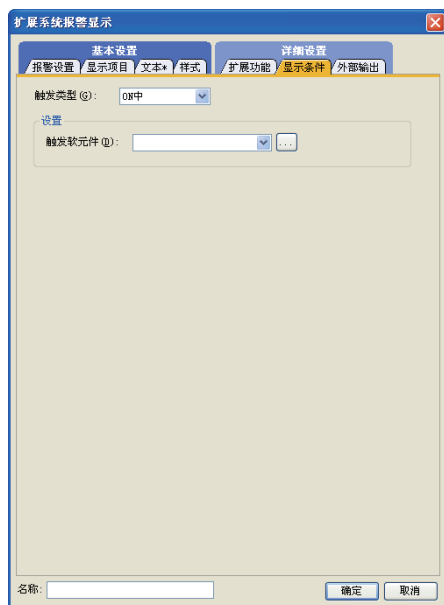 扩展系统报警显示
基本设置 详细设置
报警设置 显示项目 文本* 样式 扩展功能 显示条件 外部输出
触发类型(G): ON中
设置
触发软元件(D): ...
名称: 确定 取消